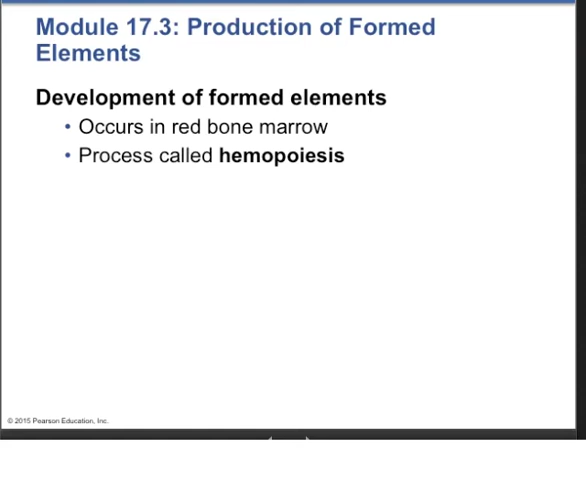 Module 17.3: Production of Formed
Elements
Development of formed elements
• Occurs in red bone marrow
• Process called hemopoiesis
© 2015 Pearson Education, Inc.